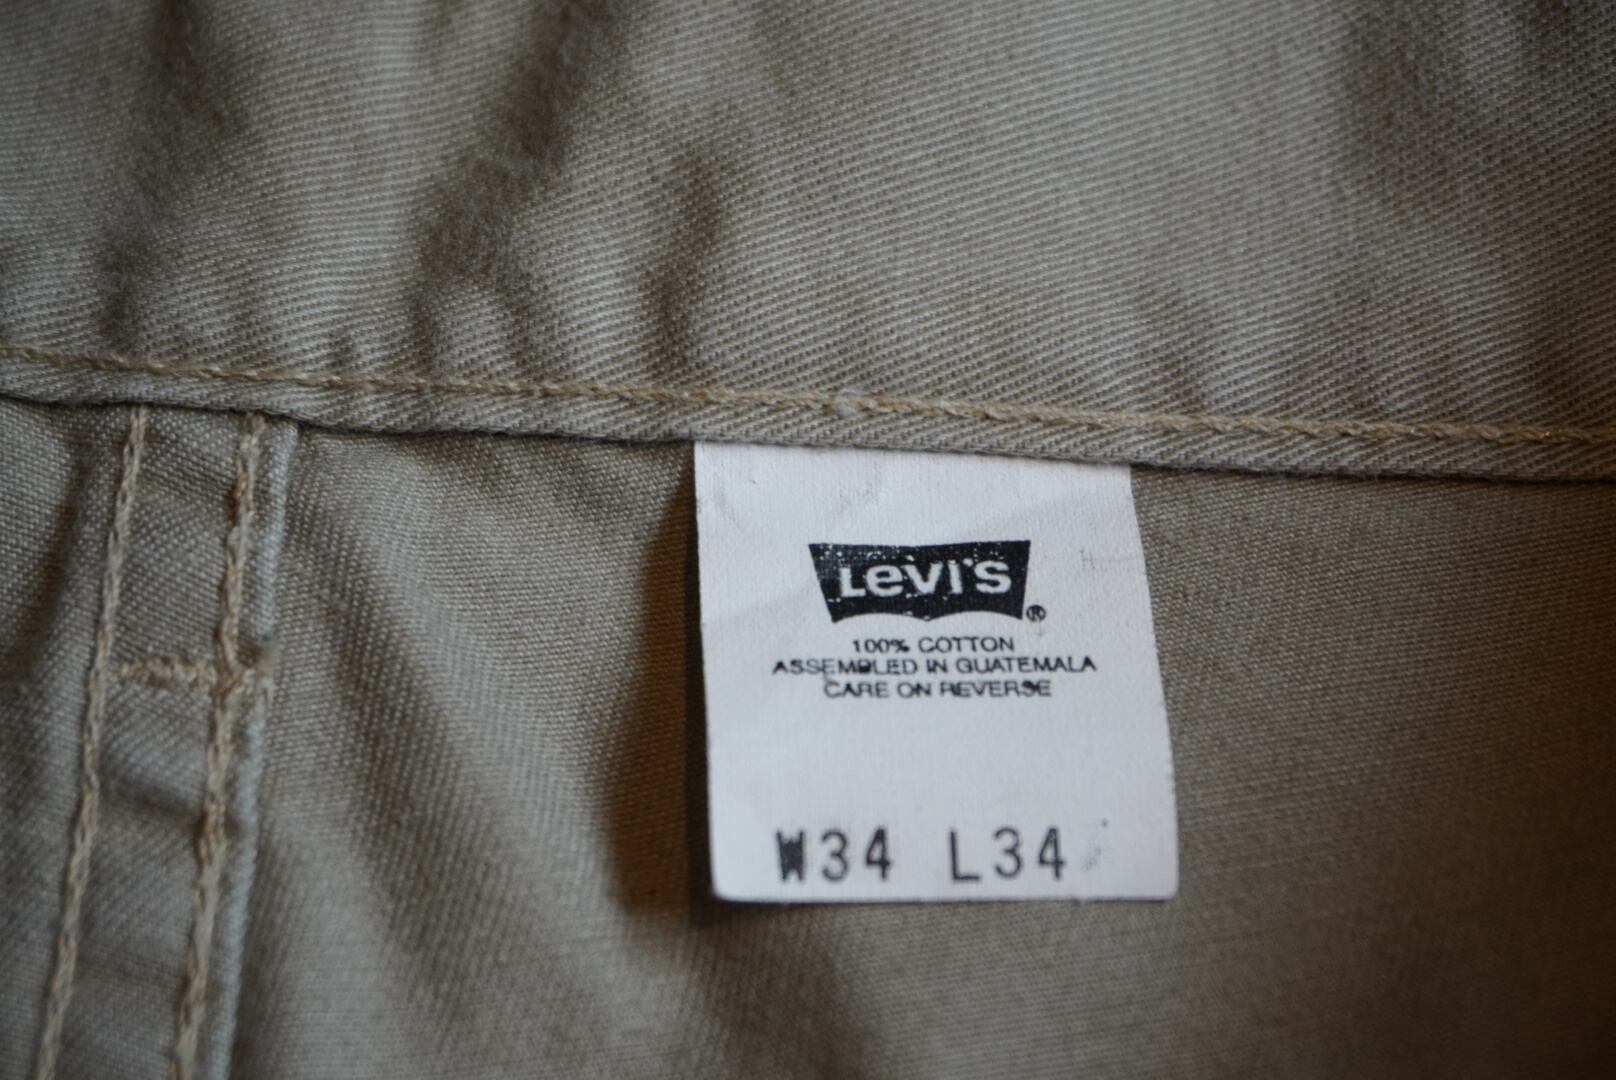 Levi's ®
100% COTTON
ASSEMBLED IN GUATEMALA
CARE ON REVERSE
W34 L34